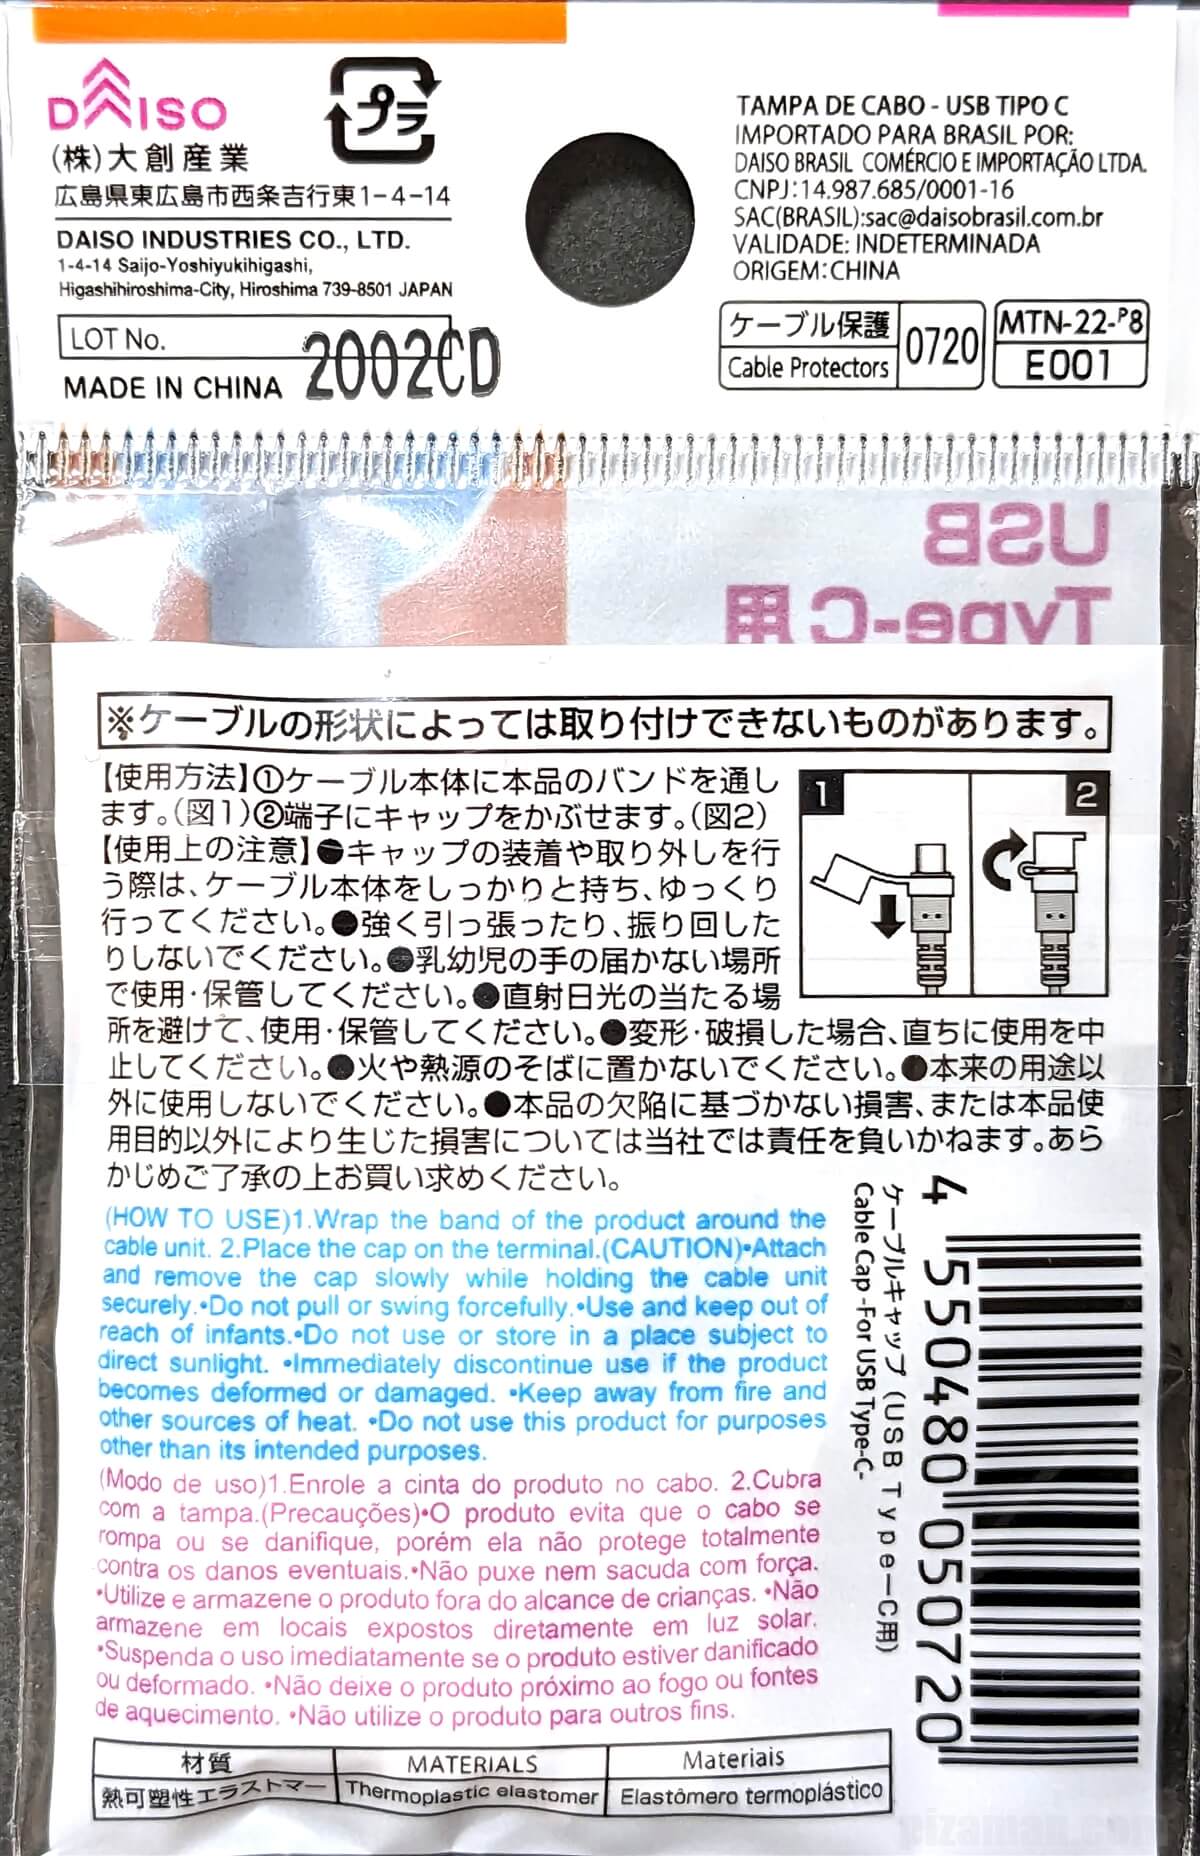 DAISO
プラ
(株)大創産業
広島県東広島市西条吉行東1-4-14
DAISO INDUSTRIES CO., LTD.
1-4-14 Saijo-Yoshiyukihigashi,
Higashihiroshima-City, Hiroshima 739-8501 JAPAN
LOT No.
2002CD
MADE IN CHINA
TAMPA DE CABO - USB TIPO C
IMPORTADO PARA BRASIL POR:
DAISO BRASIL COMÉRCIO E IMPORTAÇÃO LTDA.
CNPJ:14.987.685/0001-16
SAC(BRASIL):sac@daisobrasil.com.br
VALIDADE: INDETERMINADA
ORIGEM:CHINA
ケーブル保護
Cable Protectors
0720
MTN-22-P8
E001
USB
Type-C用
※ケーブルの形状によっては取り付けできないものがあります。
【使用方法】①ケーブル本体に本品のバンドを通し
ます。(図1)②端子にキャップをかぶせます。(図2)
【使用上の注意】●キャップの装着や取り外しを行
う際は、ケーブル本体をしっかりと持ち、ゆっくり
行ってください。●強く引っ張ったり、振り回した
りしないでください。●乳幼児の手の届かない場所
で使用・保管してください。●直射日光の当たる場
所を避けて、使用・保管してください。●変形・破損した場合、直ちに使用を中
止してください。●火や熱源のそばに置かないでください。●本来の用途以
外に使用しないでください。●本品の欠陥に基づかない損害、または本品使
用目的以外により生じた損害については当社では責任を負いかねます。あら
かじめご了承の上お買い求めください。
1
2
(HOW TO USE)1.Wrap the band of the product around the
cable unit. 2.Place the cap on the terminal.(CAUTION)•Attach
and remove the cap slowly while holding the cable unit
securely.•Do not pull or swing forcefully.•Use and keep out of
reach of infants.•Do not use or store in a place subject to
direct sunlight. •Immediately discontinue use if the product
becomes deformed or damaged. •Keep away from fire and
other sources of heat. •Do not use this product for purposes
other than its intended purposes.
(Modo de uso)1.Enrole a cinta do produto no cabo. 2.Cubra
com a tampa.(Precauções)•O produto evita que o cabo se
rompa ou se danifique, porém ela não protege totalmente
contra os danos eventuais.•Não puxe nem sacuda com força.
•Utilize e armazene o produto fora do alcance de crianças. •Não
armazene em locais expostos diretamente em luz solar.
•Suspenda o uso imediatamente se o produto estiver danificado
ou deformado. •Não deixe o produto próximo ao fogo ou fontes
de aquecimento. •Não utilize o produto para outros fins.
ケーブルキャップ(USB Type-C用)
Cable Cap -For USB Type-C-
4 550480 050720
材質 MATERIALS Materiais
熱可塑性エラストマー Thermoplastic elastomer Elastômero termoplástico
pizaman.com